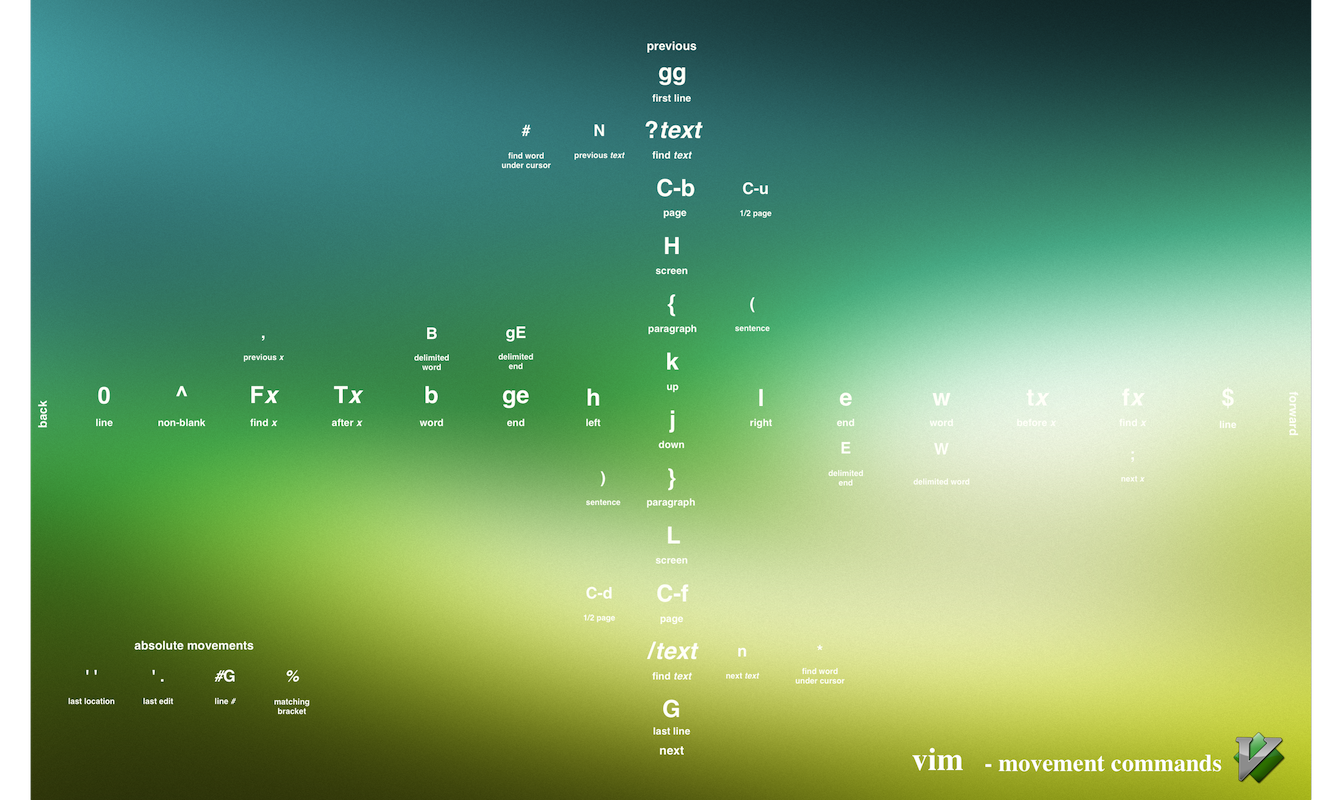 previous
gg
first line
# N ?text
find word
under cursor
previous text
find text
C-b C-u
page 1/2 page
H
screen
{ (
paragraph sentence
, B gE
previous x
delimited
word
delimited
end
k
up
back
0 ^ Fx Tx b ge h l e w tx fx $
line non-blank find x after x word end left right end word before x find x line
forward
j
down
E W ;
delimited
end
delimited word
next x
) }
sentence paragraph
L
screen
C-d C-f
1/2 page page
/text n *
find text next text
find word
under cursor
G
last line
next
absolute movements
' ' ' . #G %
last location last edit line #
matching
bracket
vim - movement commands